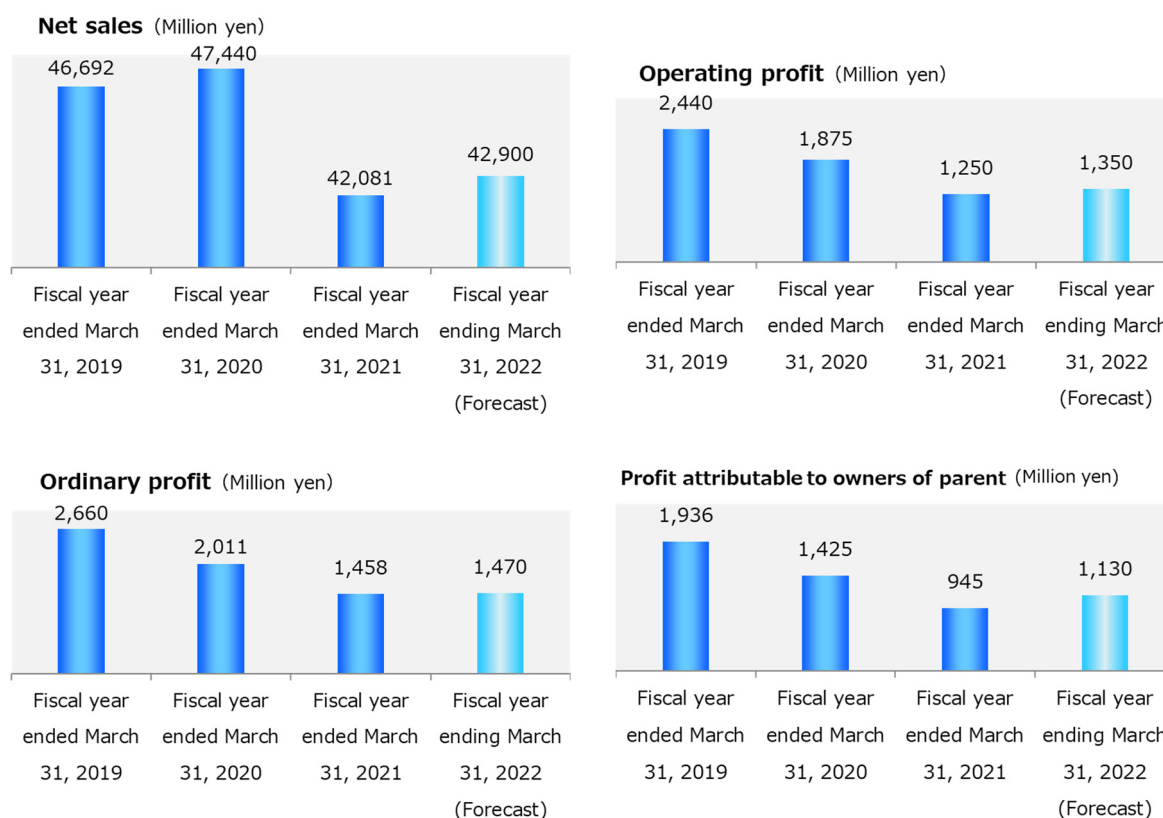 Net sales (Million yen)
46,692
47,440
42,081
42,900
Fiscal year
ended March
31, 2019
Fiscal year
ended March
31, 2020
Fiscal year
ended March
31, 2021
Fiscal year
ending March
31, 2022
(Forecast)
Operating profit (Million yen)
2,440
1,875
1,250
1,350
Fiscal year
ended March
31, 2019
Fiscal year
ended March
31, 2020
Fiscal year
ended March
31, 2021
Fiscal year
ending March
31, 2022
(Forecast)
Ordinary profit (Million yen)
2,660
2,011
1,458
1,470
Fiscal year
ended March
31, 2019
Fiscal year
ended March
31, 2020
Fiscal year
ended March
31, 2021
Fiscal year
ending March
31, 2022
(Forecast)
Profit attributable to owners of parent (Million yen)
1,936
1,425
945
1,130
Fiscal year
ended March
31, 2019
Fiscal year
ended March
31, 2020
Fiscal year
ended March
31, 2021
Fiscal year
ending March
31, 2022
(Forecast)